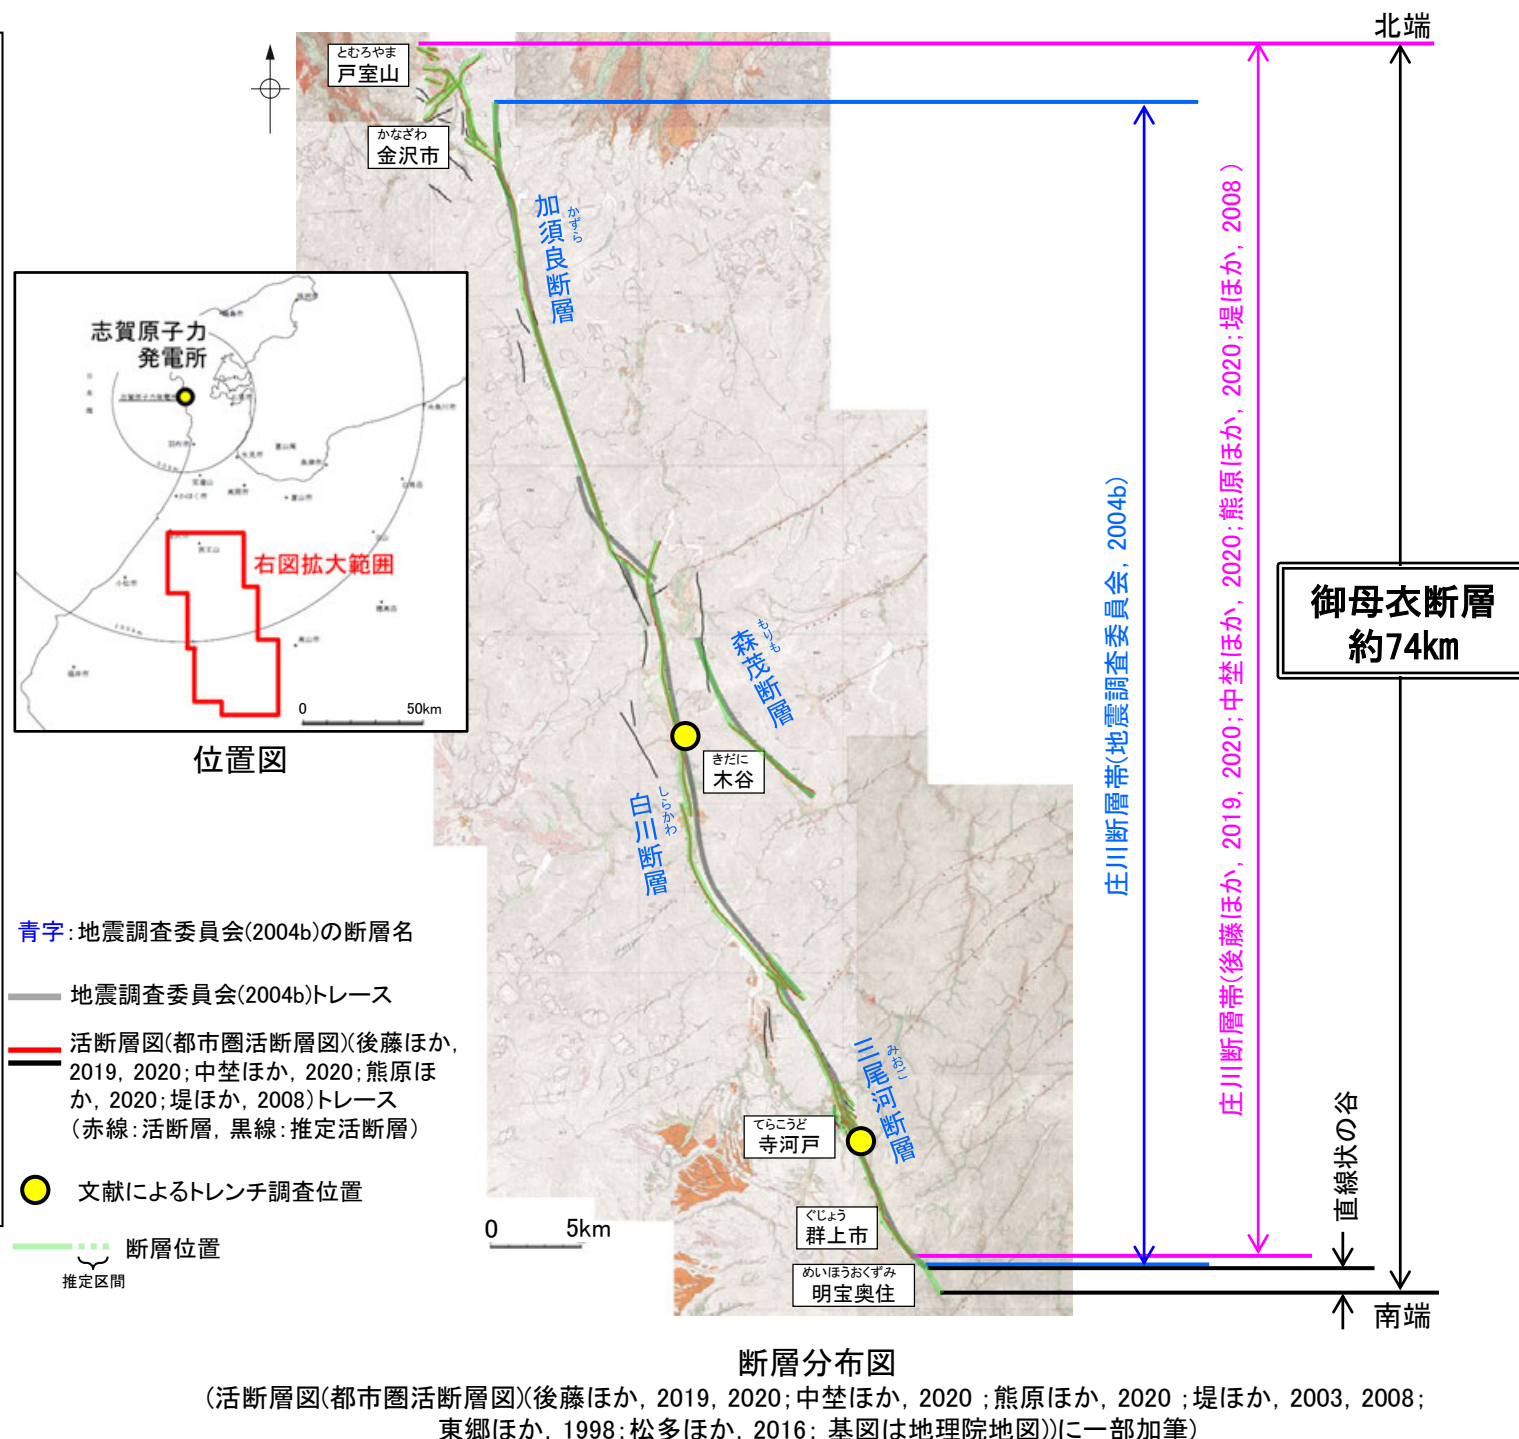 北端
とむろやま
戸室山
かなざわ
金沢市
加須良断層
かずら
志賀原子力
発電所
志賀原子力発電所
右図拡大範囲
0
50km
位置図
森茂断層
もりも
きだに
木谷
白川断層
しらかわ
三尾河断層
みおご
てらこうど
寺河戸
ぐじょう
群上市
めいほうおくずみ
明宝奥住
0
5km
庄川断層帯(地震調査委員会, 2004b)
庄川断層帯(後藤ほか, 2019, 2020;中埜ほか, 2020;熊原ほか, 2020;堤ほか, 2008 )
御母衣断層
約74km
直線状の谷
南端
青字:地震調査委員会(2004b)の断層名
地震調査委員会(2004b)トレース
活断層図(都市圏活断層図)(後藤ほか,
2019, 2020;中埜ほか, 2020;熊原ほ
か, 2020;堤ほか, 2008)トレース
(赤線:活断層, 黒線:推定活断層)
文献によるトレンチ調査位置
断層位置
推定区間
断層分布図
(活断層図(都市圏活断層図)(後藤ほか, 2019, 2020;中埜ほか, 2020 ;熊原ほか, 2020 ;堤ほか, 2003, 2008;
東郷ほか, 1998;松多ほか, 2016; 基図は地理院地図))に一部加筆)